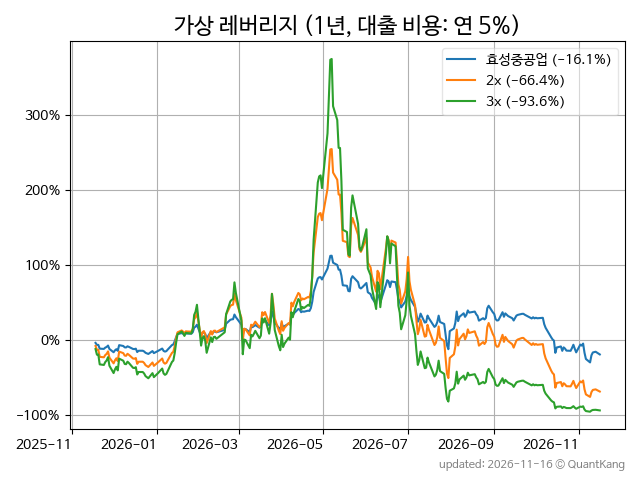 가상 레버리지 (1년, 대출 비용: 연 5%)
효성중공업 (-16.1%)
2x (-66.4%)
3x (-93.6%)
300%
200%
100%
0%
-100%
2025-11 2026-01 2026-03 2026-05 2026-07 2026-09 2026-11
updated: 2026-11-16 © QuantKang